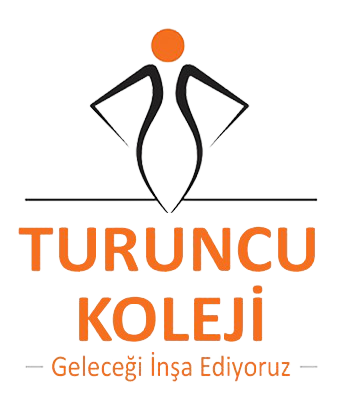 TURUNCU
KOLEJİ
Geleceği İnşa Ediyoruz